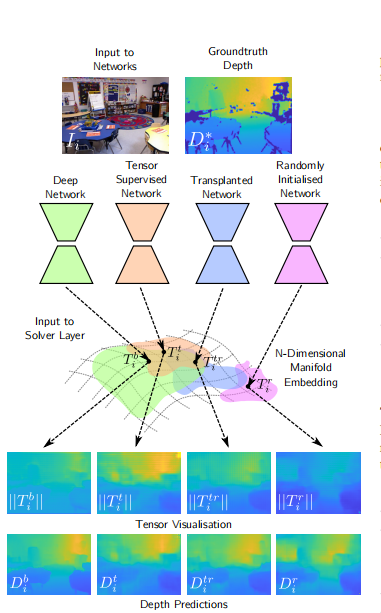 Input to
Networks
Groundtruth
Depth
I_i
D_i^*
Deep
Network
Tensor
Supervised
Network
Transplanted
Network
Randomly
Initialised
Network
Input to
Solver Layer
T_i^b
T_i^t
T_i^{tr}
T_i^r
N-Dimensional
Manifold
Embedding
||T_i^b||
||T_i^t||
||T_i^{tr}||
||T_i^r||
Tensor Visualisation
D_i^b
D_i^t
D_i^{tr}
D_i^r
Depth Predictions